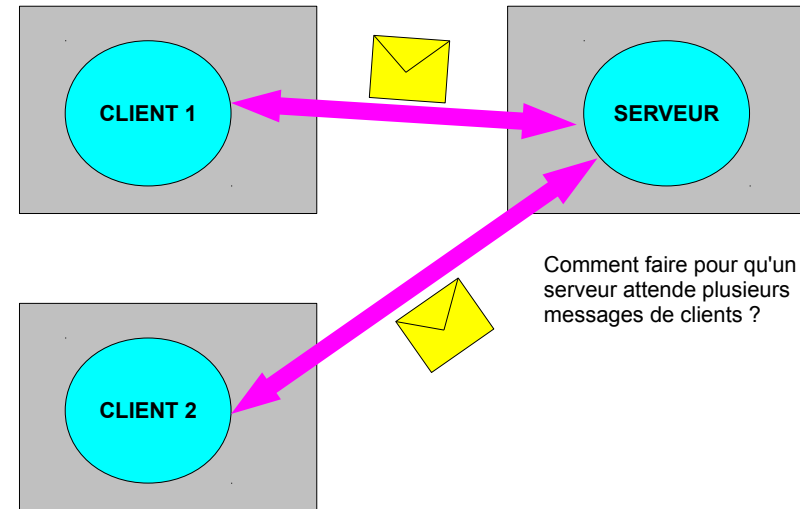 CLIENT 1
SERVEUR
Comment faire pour qu'un
serveur attende plusieurs
messages de clients ?
CLIENT 2